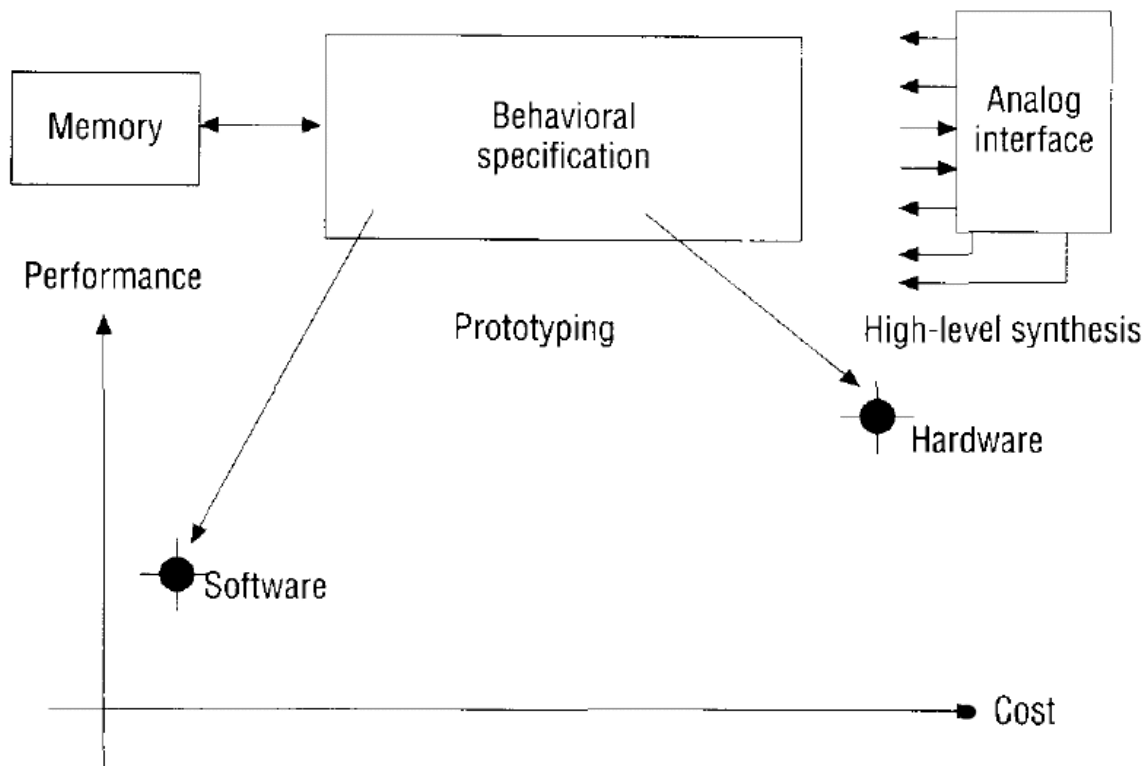 Memory
Behavioral
specification
Analog
interface
Performance
Prototyping
High-level synthesis
Hardware
Software
Cost